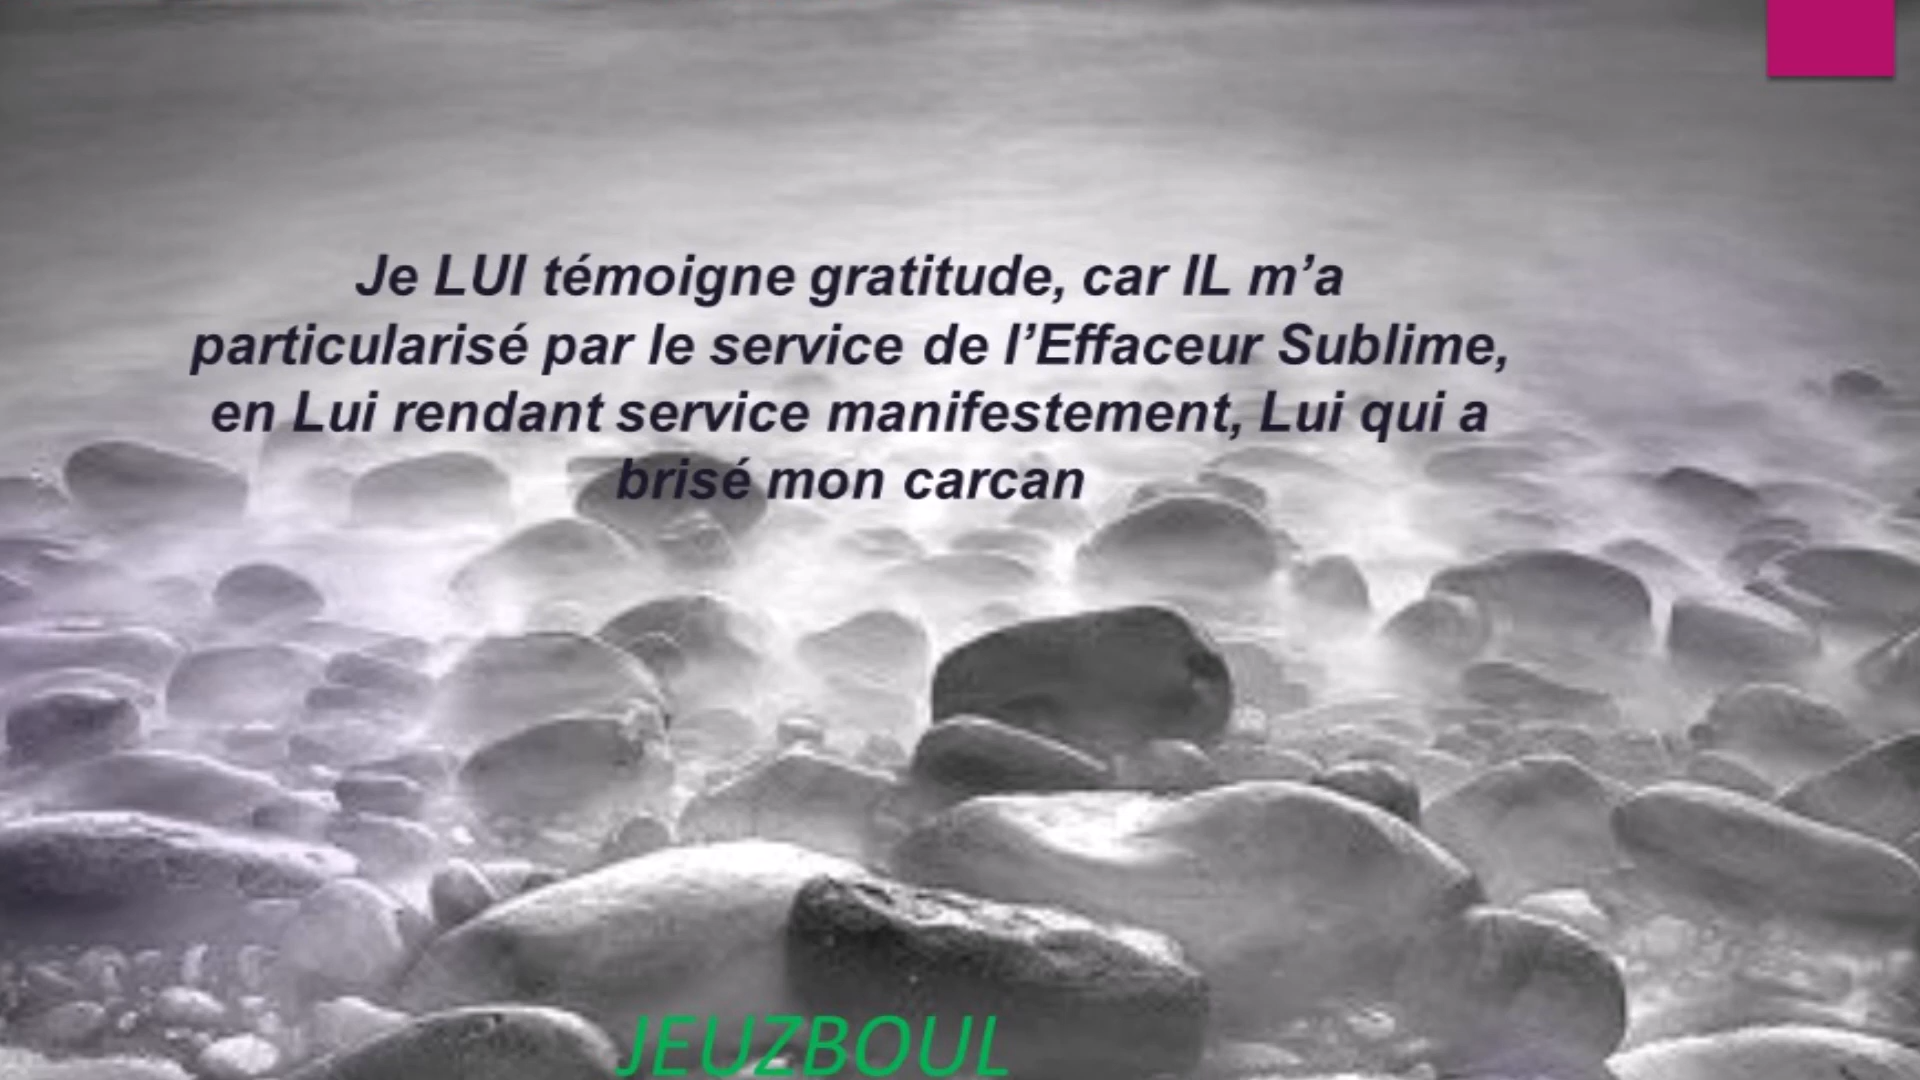 Je LUI témoigne gratitude, car IL m’a
particularisé par le service de l’Effaceur Sublime,
en Lui rendant service manifestement, Lui qui a
brisé mon carcan
JEUZBOUL